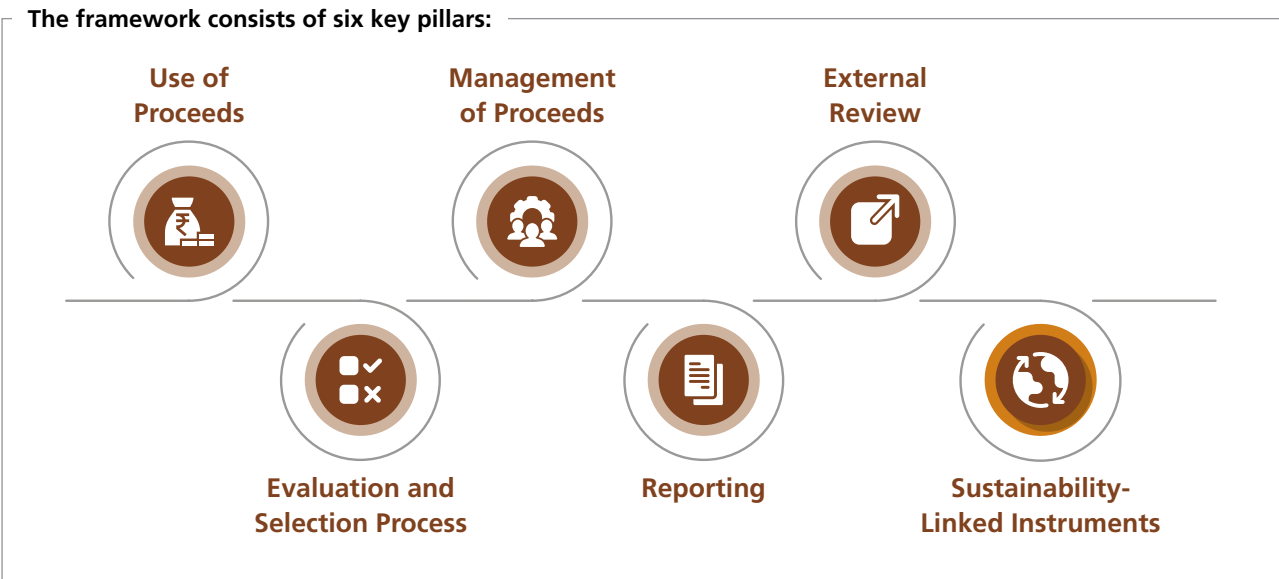 The framework consists of six key pillars:
Use of
Proceeds
Management
of Proceeds
External
Review
₹
Evaluation and
Selection Process
Reporting
Sustainability-
Linked Instruments